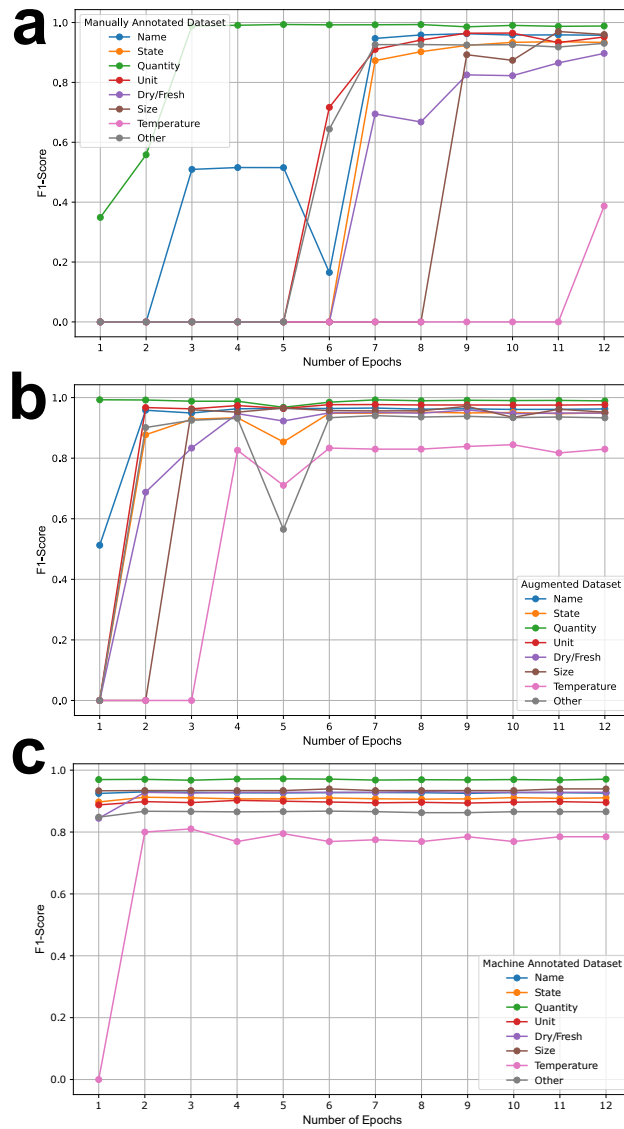 a
Manually Annotated Dataset
Name
State
Quantity
Unit
Dry/Fresh
Size
Temperature
Other
F1-Score
1.0
0.8
0.6
0.4
0.2
0.0
1 2 3 4 5 6 7 8 9 10 11 12
Number of Epochs
b
F1-Score
1.0
0.8
0.6
0.4
0.2
0.0
Augmented Dataset
Name
State
Quantity
Unit
Dry/Fresh
Size
Temperature
Other
1 2 3 4 5 6 7 8 9 10 11 12
Number of Epochs
c
F1-Score
1.0
0.8
0.6
0.4
0.2
0.0
Machine Annotated Dataset
Name
State
Quantity
Unit
Dry/Fresh
Size
Temperature
Other
1 2 3 4 5 6 7 8 9 10 11 12
Number of Epochs